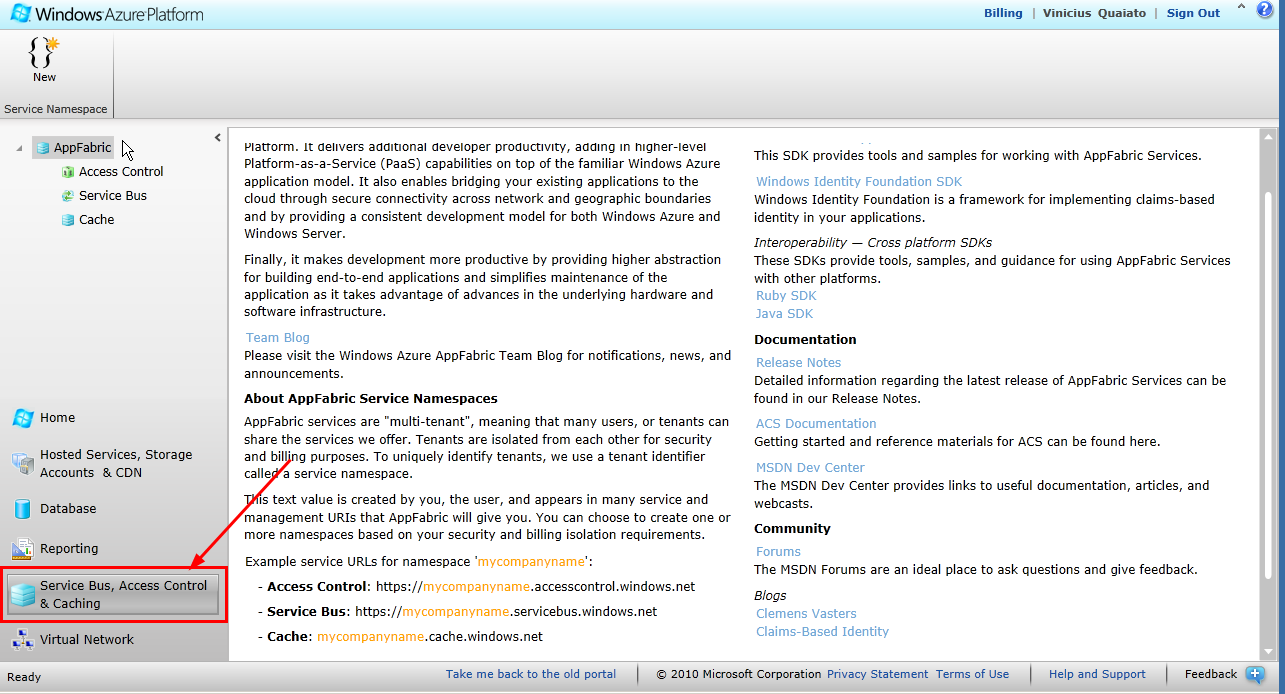 Windows Azure Platform
Billing | Vinicius Quaiato | Sign Out
New
Service Namespace
AppFabric
Access Control
Service Bus
Cache
Home
Hosted Services, Storage
Accounts & CDN
Database
Reporting
Service Bus, Access Control
& Caching
Virtual Network
Platform. It delivers additional developer productivity, adding in higher-level
Platform-as-a-Service (PaaS) capabilities on top of the familiar Windows Azure
application model. It also enables bridging your existing applications to the
cloud through secure connectivity across network and geographic boundaries
and by providing a consistent development model for both Windows Azure and
Windows Server.
Finally, it makes development more productive by providing higher abstraction
for building end-to-end applications and simplifies maintenance of the
application as it takes advantage of advances in the underlying hardware and
software infrastructure.
Team Blog
Please visit the Windows Azure AppFabric Team Blog for notifications, news, and
announcements.
About AppFabric Service Namespaces
AppFabric services are "multi-tenant", meaning that many users, or tenants can
share the services we offer. Tenants are isolated from each other for security
and billing purposes. To uniquely identify tenants, we use a tenant identifier
called a service namespace.
This text value is created by you, the user, and appears in many service and
management URIs that AppFabric will give you. You can choose to create one or
more namespaces based on your security and billing isolation requirements.
Example service URLs for namespace 'mycompanyname':
- Access Control: https://mycompanyname.accesscontrol.windows.net
- Service Bus: https://mycompanyname.servicebus.windows.net
- Cache: mycompanyname.cache.windows.net
This SDK provides tools and samples for working with AppFabric Services.
Windows Identity Foundation SDK
Windows Identity Foundation is a framework for implementing claims-based
identity in your applications.
Interoperability — Cross platform SDKs
These SDKs provide tools, samples, and guidance for using AppFabric Services
with other platforms.
Ruby SDK
Java SDK
Documentation
Release Notes
Detailed information regarding the latest release of AppFabric Services can be
found in our Release Notes.
ACS Documentation
Getting started and reference materials for ACS can be found here.
MSDN Dev Center
The MSDN Dev Center provides links to useful documentation, articles, and
webcasts.
Community
Forums
The MSDN Forums are an ideal place to ask questions and give feedback.
Blogs
Clemens Vasters
Claims-Based Identity
Ready
Take me back to the old portal
© 2010 Microsoft Corporation Privacy Statement Terms of Use
Help and Support
Feedback